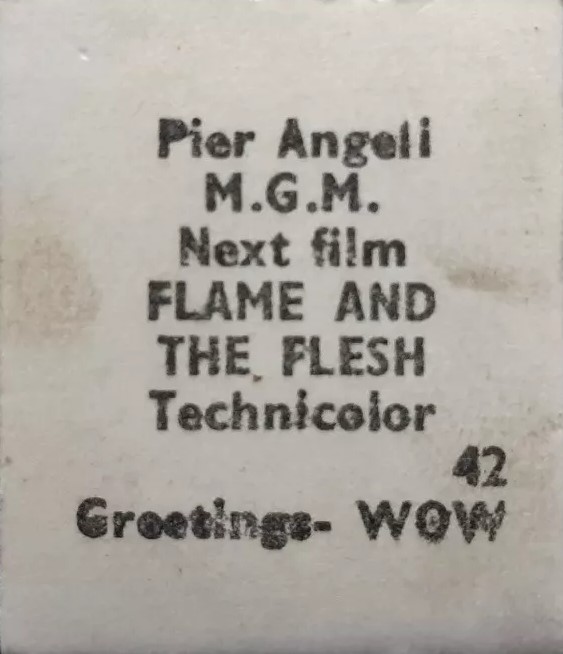 Pier Angeli
M.G.M.
Next film
FLAME AND
THE FLESH
Technicolor
42
Greetings- WOW